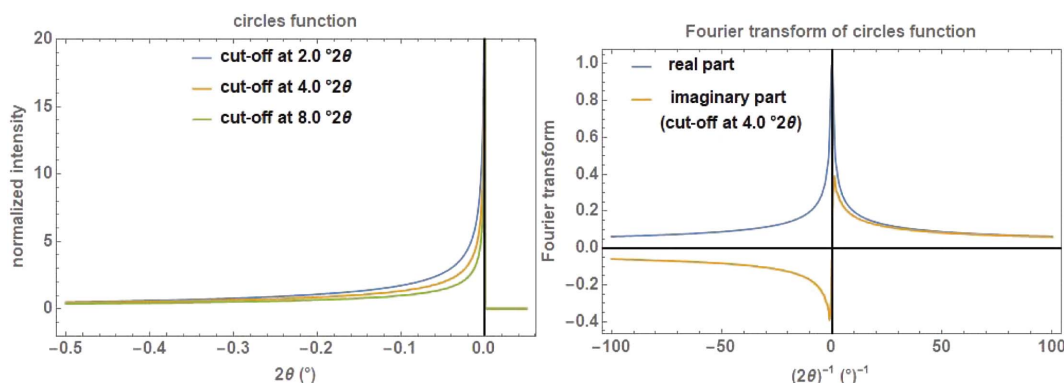 circles function
20
15
10
5
0
normalized intensity
cut-off at 2.0 °2θ
cut-off at 4.0 °2θ
cut-off at 8.0 °2θ
−0.5 −0.4 −0.3 −0.2 −0.1 0.0
2θ (°)
Fourier transform of circles function
1.0
0.8
0.6
0.4
0.2
0.0
−0.2
−0.4
Fourier transform
real part
imaginary part
(cut-off at 4.0 °2θ)
−100 −50 0 50 100
(2θ)⁻¹ (°)⁻¹